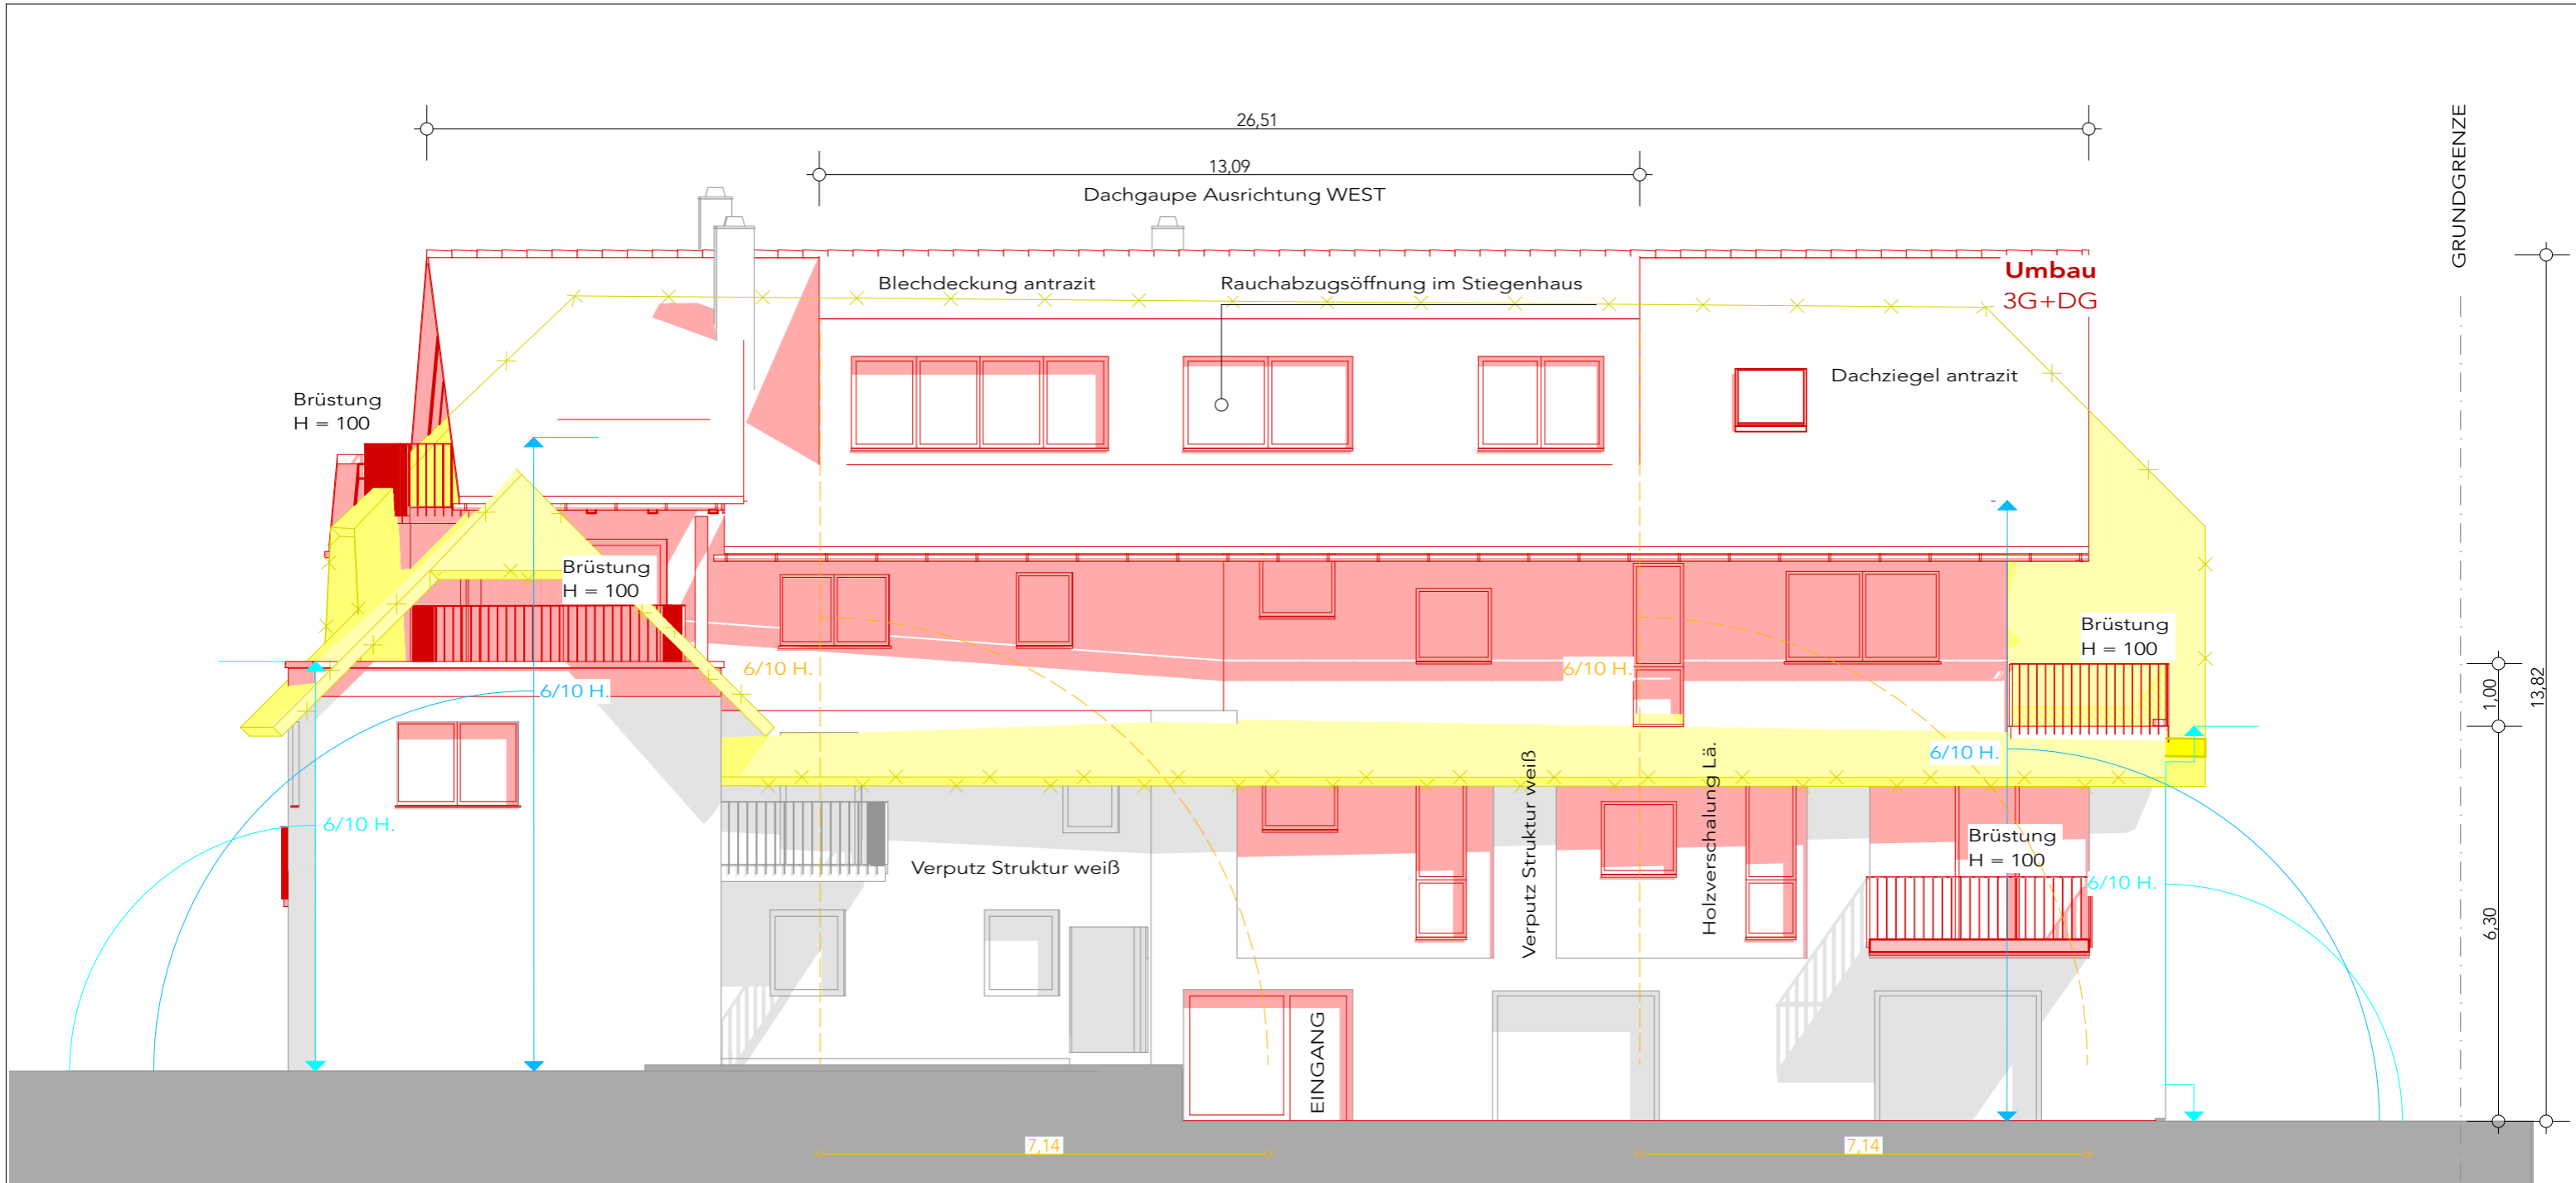 26,51
13,09
Dachgaupe Ausrichtung WEST
GRUNDGRENZE
Blechdeckung antrazit
Rauchabzugsöffnung im Stiegenhaus
Umbau
3G+DG
Dachziegel antrazit
Brüstung
H = 100
Brüstung
H = 100
Brüstung
H = 100
6/10 H.
6/10 H.
6/10 H.
6/10 H.
1,00
13,82
6/10 H.
Verputz Struktur weiß
Verputz Struktur weiß
Holzverschalung Lä.
Brüstung
H = 100
6/10 H.
6,30
EINGANG
7,14
7,14